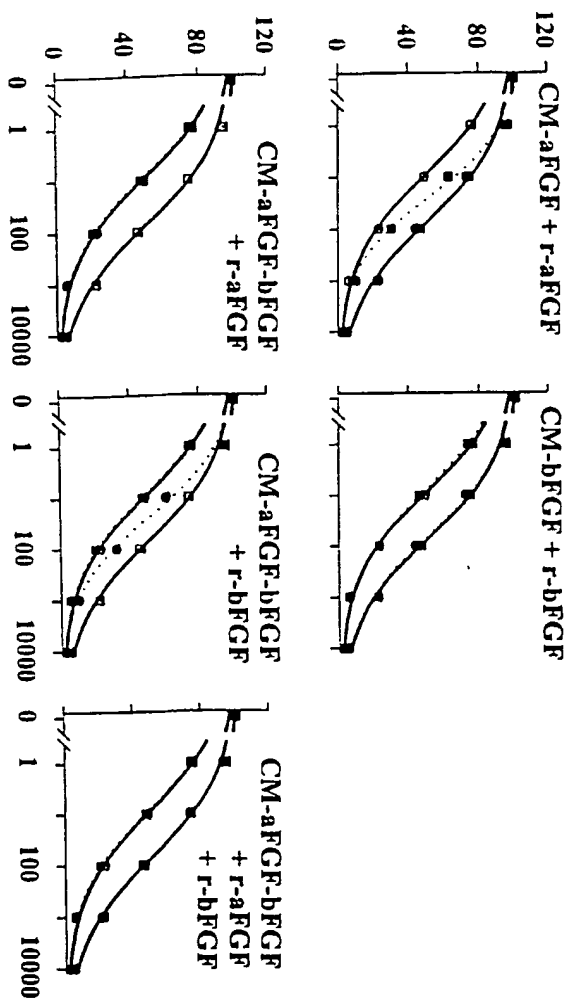 120
80
40
0
CM-aFGF + r-aFGF
CM-bFGF + r-bFGF
120
80
40
0
CM-aFGF-bFGF
+ r-aFGF
CM-aFGF-bFGF
+ r-bFGF
CM-aFGF-bFGF
+ r-aFGF
+ r-bFGF
0 1 100 10000
0 1 100 10000
0 1 100 10000